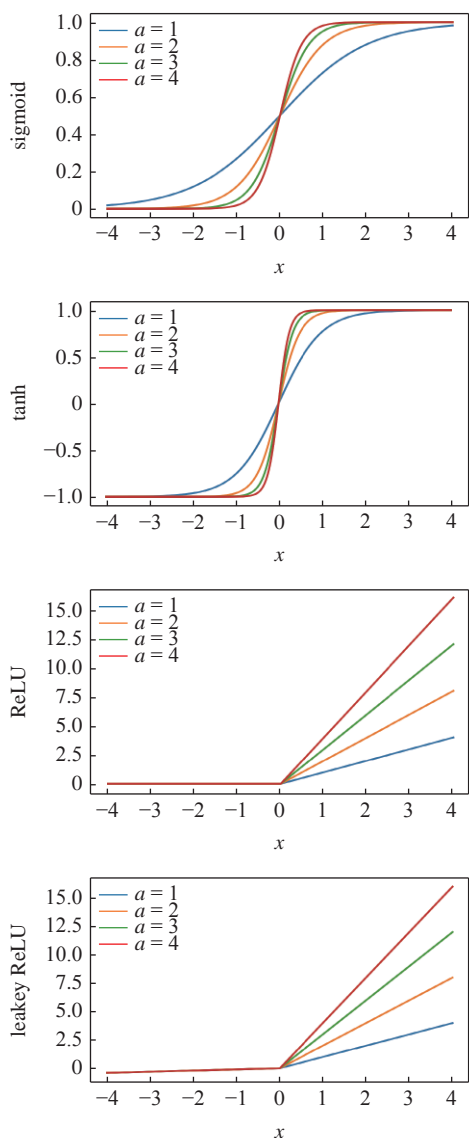 1.0
0.8
0.6
0.4
0.2
0
sigmoid
a = 1
a = 2
a = 3
a = 4
−4 −3 −2 −1 0 1 2 3 4
x
1.0
0.5
0
−0.5
−1.0
tanh
a = 1
a = 2
a = 3
a = 4
−4 −3 −2 −1 0 1 2 3 4
x
15.0
12.5
10.0
7.5
5.0
2.5
0
ReLU
a = 1
a = 2
a = 3
a = 4
−4 −3 −2 −1 0 1 2 3 4
x
15.0
12.5
10.0
7.5
5.0
2.5
0
leakey ReLU
a = 1
a = 2
a = 3
a = 4
−4 −3 −2 −1 0 1 2 3 4
x